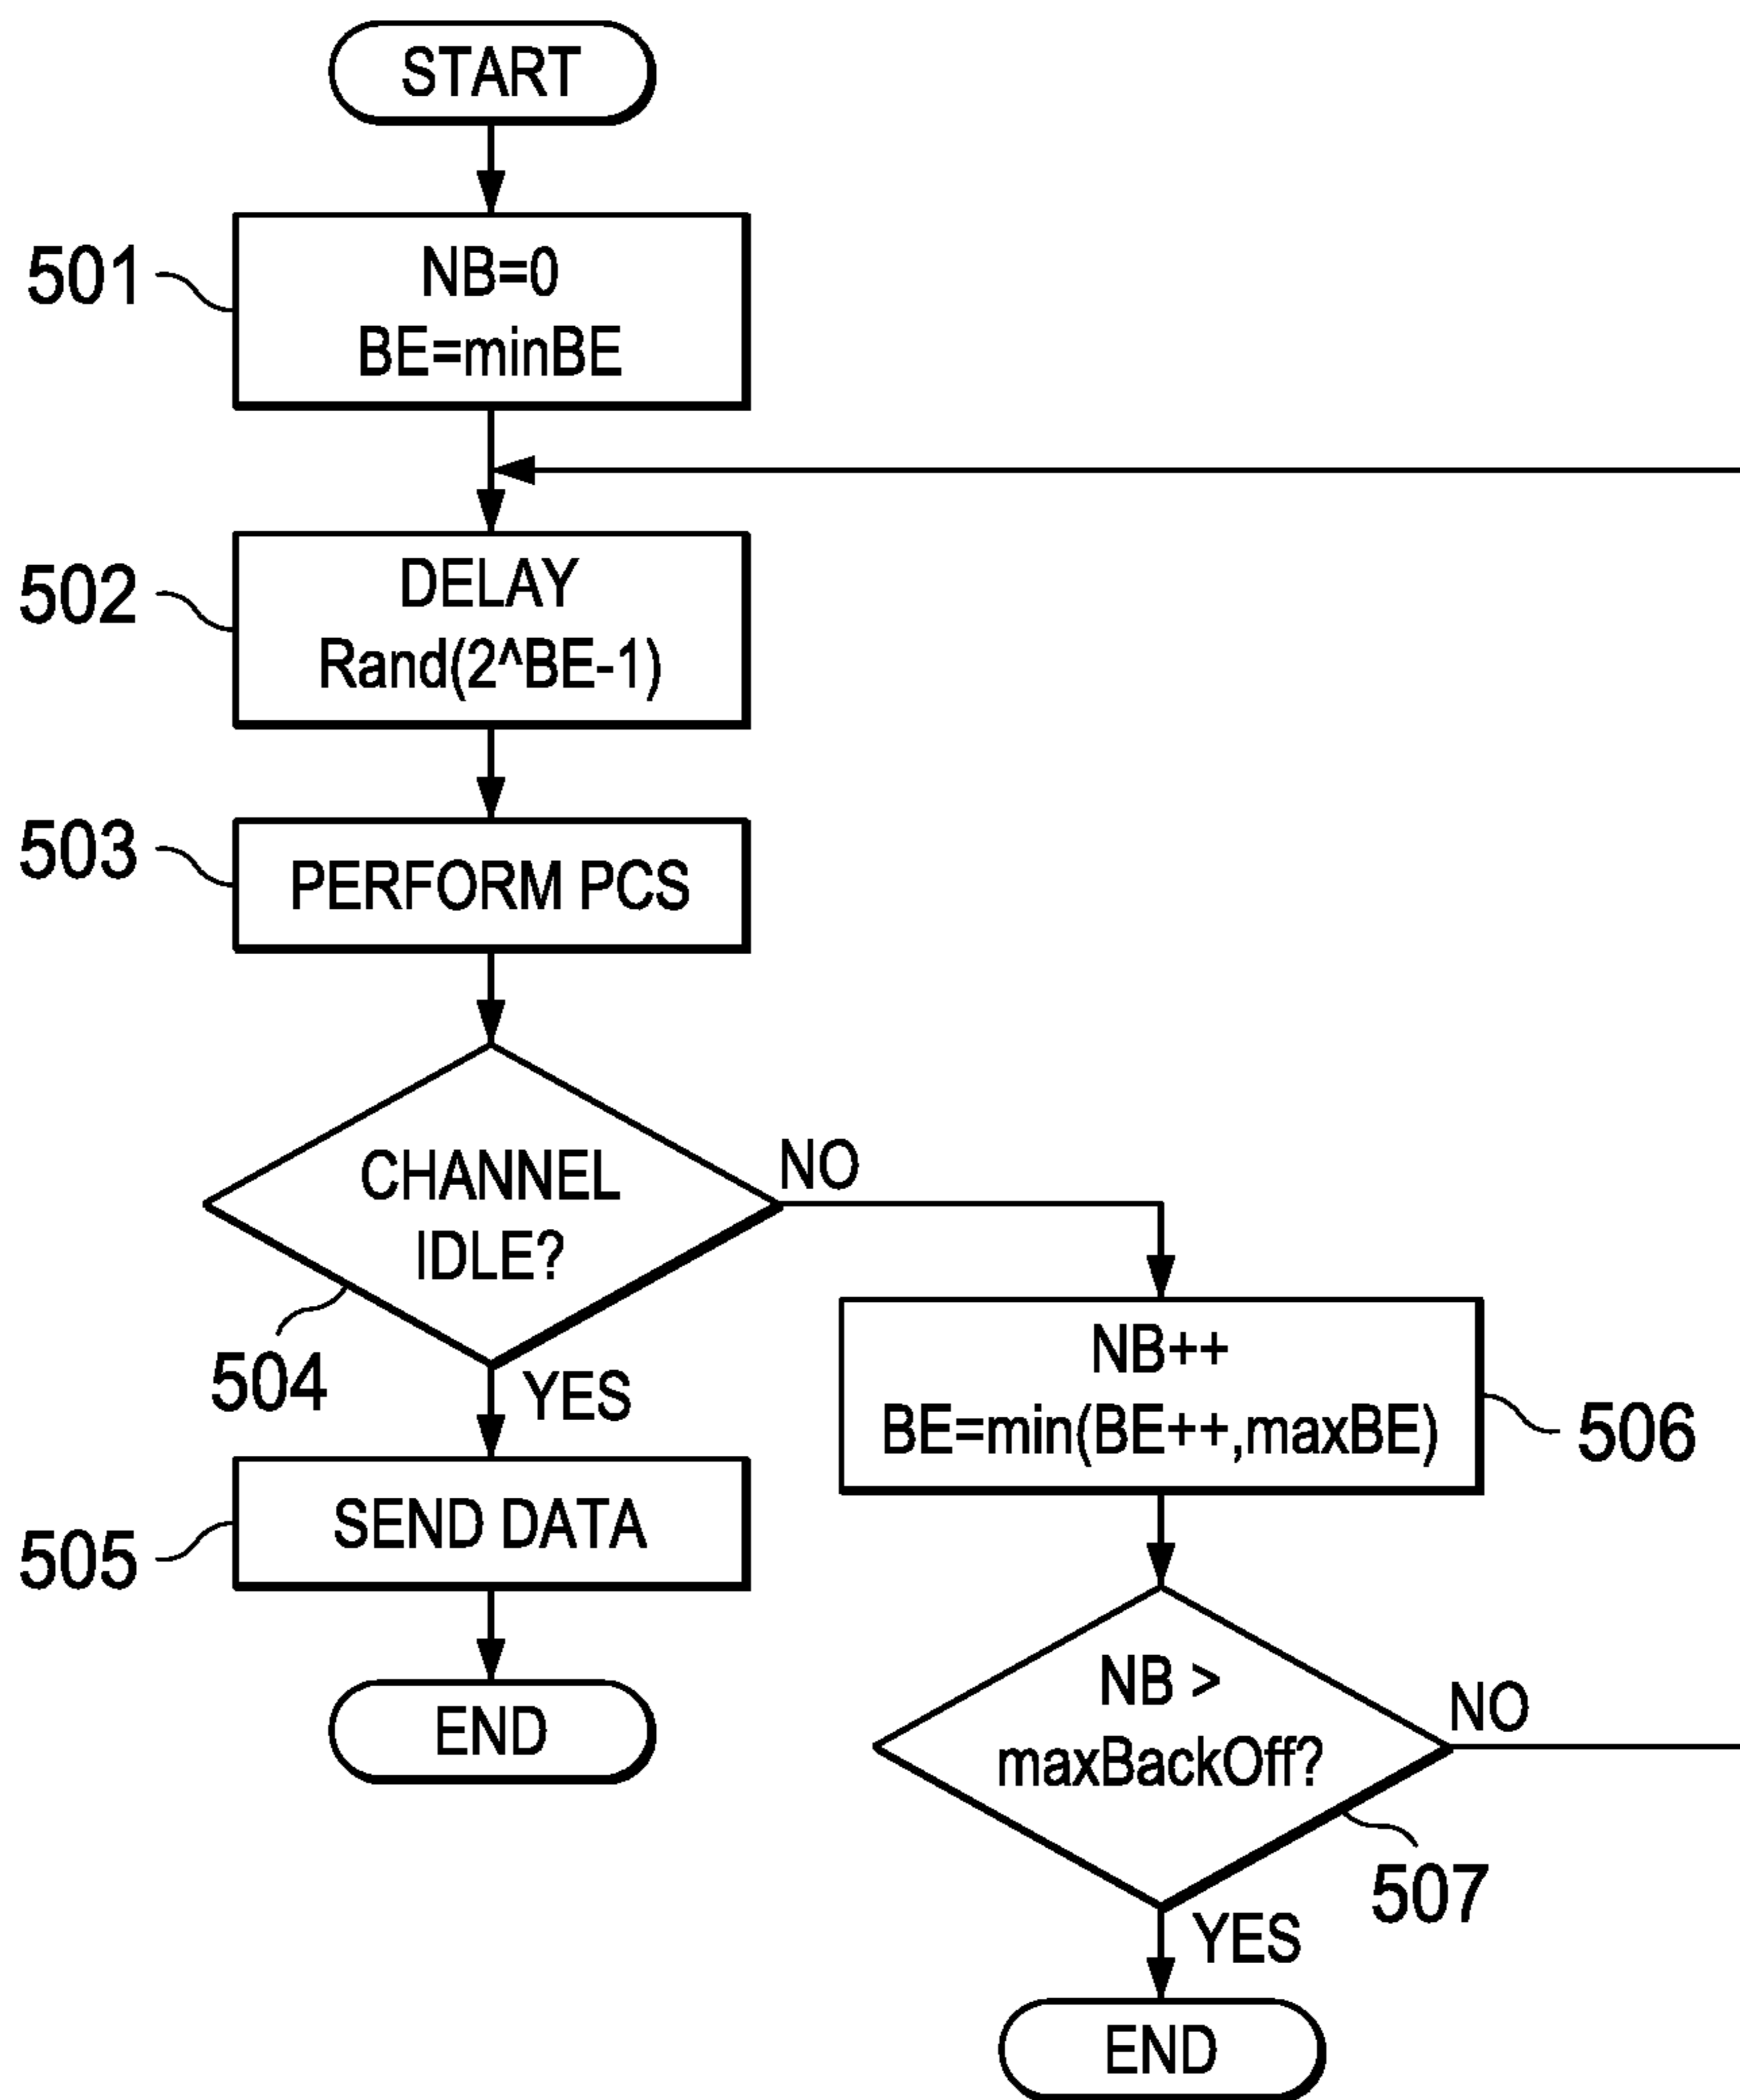 START
501
NB=0
BE=minBE
502
DELAY
Rand(2^BE-1)
503
PERFORM PCS
CHANNEL
IDLE?
NO
504
YES
NB++
BE=min(BE++,maxBE)
506
505
SEND DATA
END
NB >
maxBackOff?
NO
507
YES
END